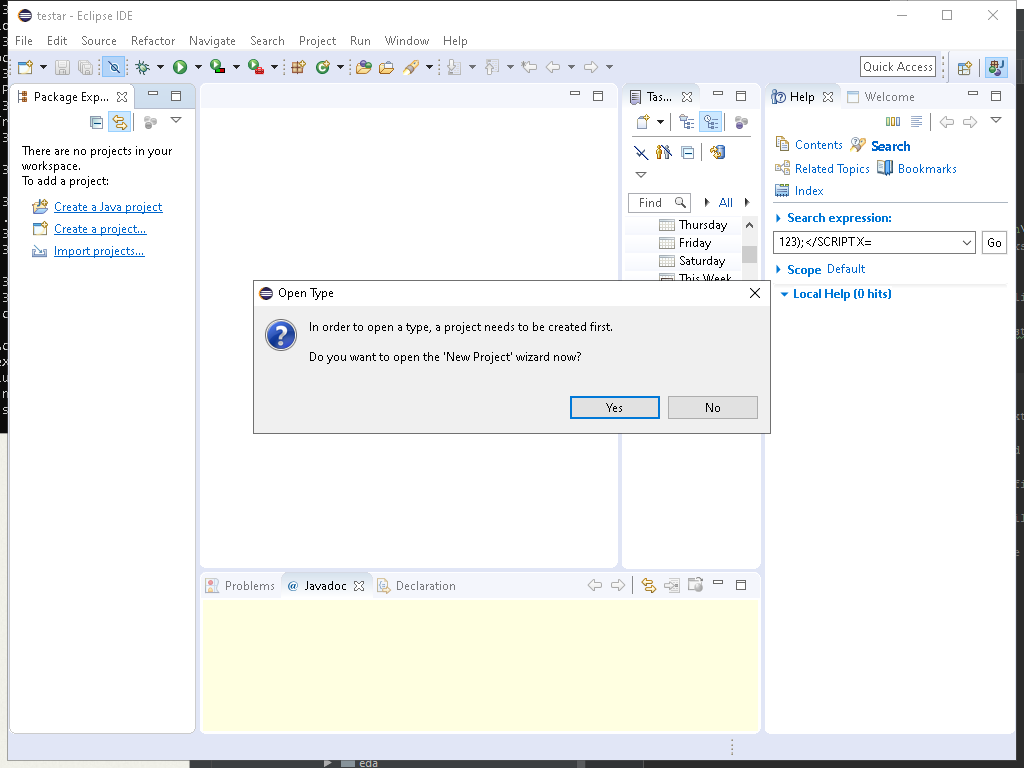 testar - Eclipse IDE
File Edit Source Refactor Navigate Search Project Run Window Help
Quick Access
Package Exp...
There are no projects in your
workspace.
To add a project:
Create a Java project
Create a project...
Import projects...
Tas...
Find
All
Thursday
Friday
Saturday
This Week
Help
Welcome
Contents
Search
Related Topics
Bookmarks
Index
Search expression:
123);</SCRIPTX=
Go
Scope Default
Local Help (0 hits)
Open Type
In order to open a type, a project needs to be created first.
Do you want to open the 'New Project' wizard now?
Yes
No
Problems
@ Javadoc
Declaration
eda